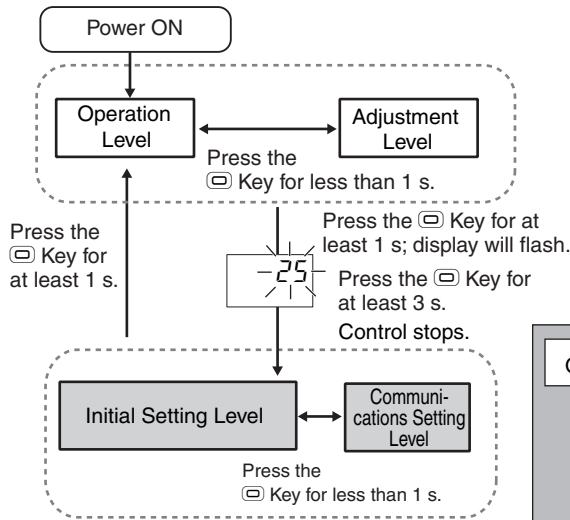 Power ON
Operation
Level
Adjustment
Level
Press the
Key for less than 1 s.
Press the
Key for
at least 1 s.
Press the Key for at
least 1 s; display will flash.
25
Press the Key for
at least 3 s.
Control stops.
Initial Setting Level
Communi-
cations Setting
Level
Press the
Key for less than 1 s.